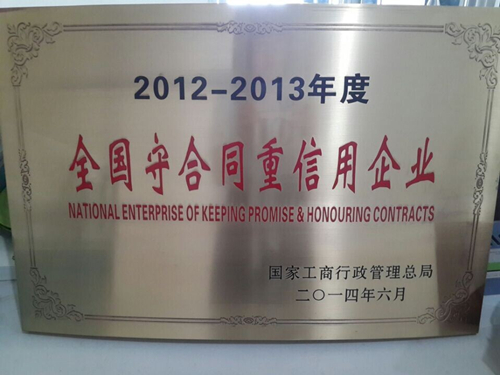 2012-2013年度
全国守合同重信用企业
NATIONAL ENTERPRISE OF KEEPING PROMISE & HONOURING CONTRACTS
国家工商行政管理总局
二〇一四年六月